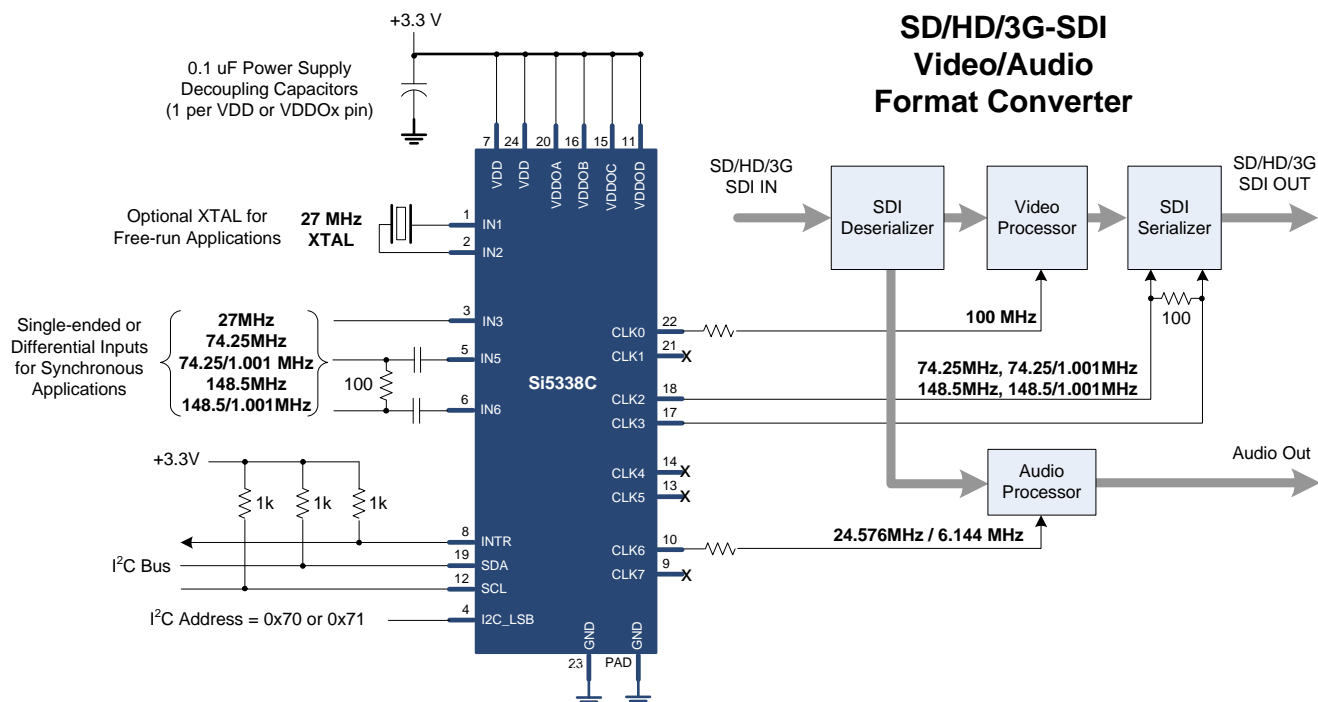 +3.3 V
0.1 uF Power Supply
Decoupling Capacitors
(1 per VDD or VDDOx pin)
SD/HD/3G-SDI
Video/Audio
Format Converter
7
24
20
16
15
11
VDD
VDD
VDDOA
VDDOB
VDDOC
VDDOD
Optional XTAL for
Free-run Applications
27 MHz
XTAL
1
IN1
2
IN2
Single-ended or
Differential Inputs
for Synchronous
Applications
27MHz
74.25MHz
74.25/1.001 MHz
148.5MHz
148.5/1.001MHz
100
3
IN3
5
IN5
6
IN6
Si5338C
+3.3V
1k
1k
1k
I2C Bus
8
INTR
19
SDA
12
SCL
I2C Address = 0x70 or 0x71
4
I2C_LSB
CLK0
22
CLK1
21
X
CLK2
18
CLK3
17
CLK4
14
X
CLK5
13
X
CLK6
10
CLK7
9
X
GND
GND
23
PAD
SD/HD/3G
SDI IN
SDI
Deserializer
Video
Processor
SDI
Serializer
SD/HD/3G
SDI OUT
100 MHz
100
74.25MHz, 74.25/1.001MHz
148.5MHz, 148.5/1.001MHz
Audio
Processor
Audio Out
24.576MHz / 6.144 MHz